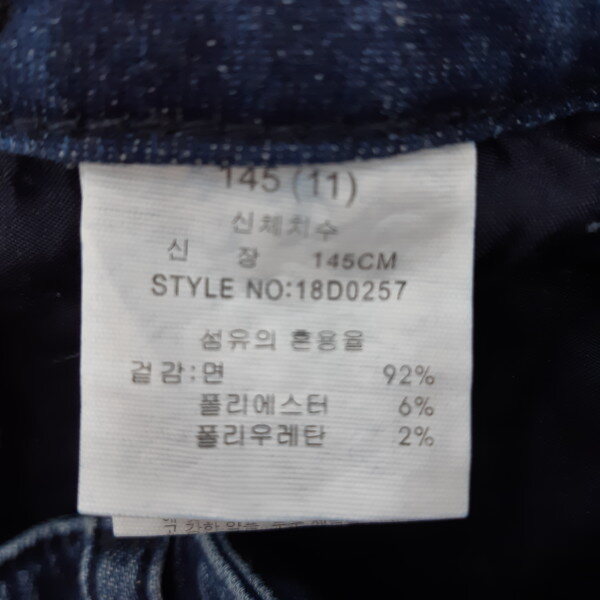 145 (11)
신체치수
신 장 145CM
STYLE NO:18D0257
섬유의 혼용율
겉감:면 92%
폴리에스터 6%
폴리우레탄 2%